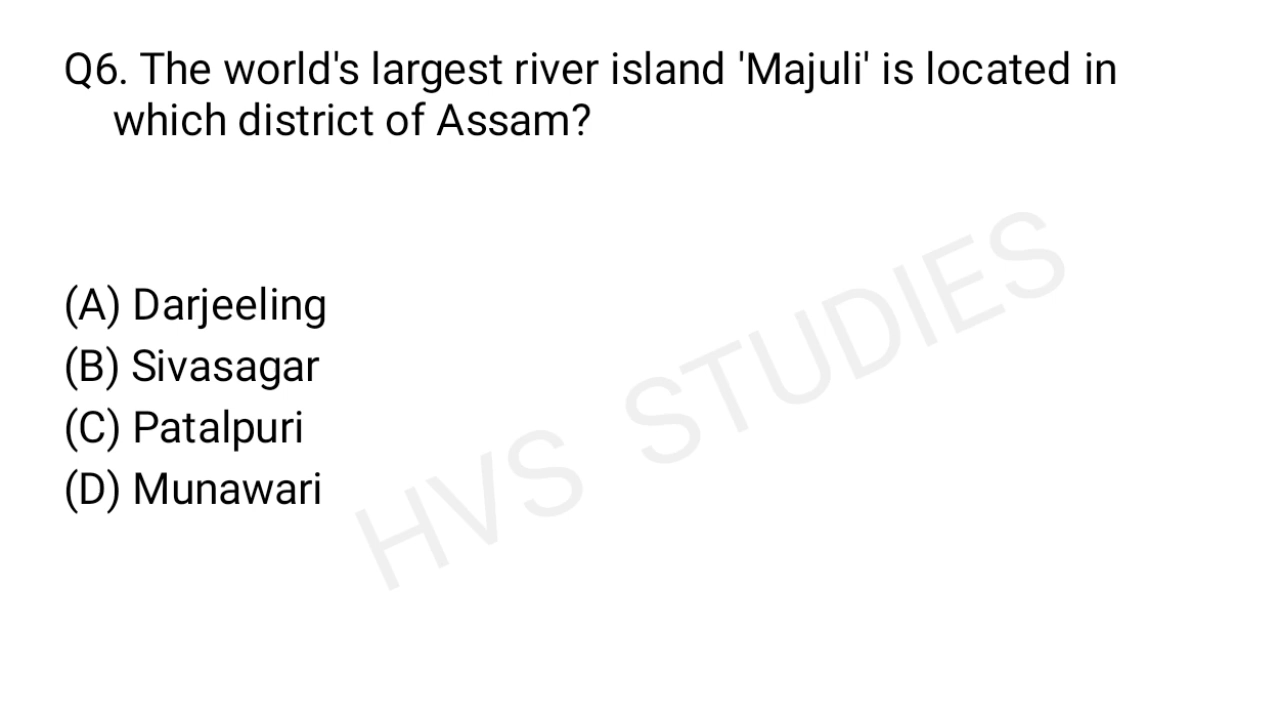 Q6. The world's largest river island 'Majuli' is located in
which district of Assam?
(A) Darjeeling
(B) Sivasagar
(C) Patalpuri
(D) Munawari
HVS STUDIES